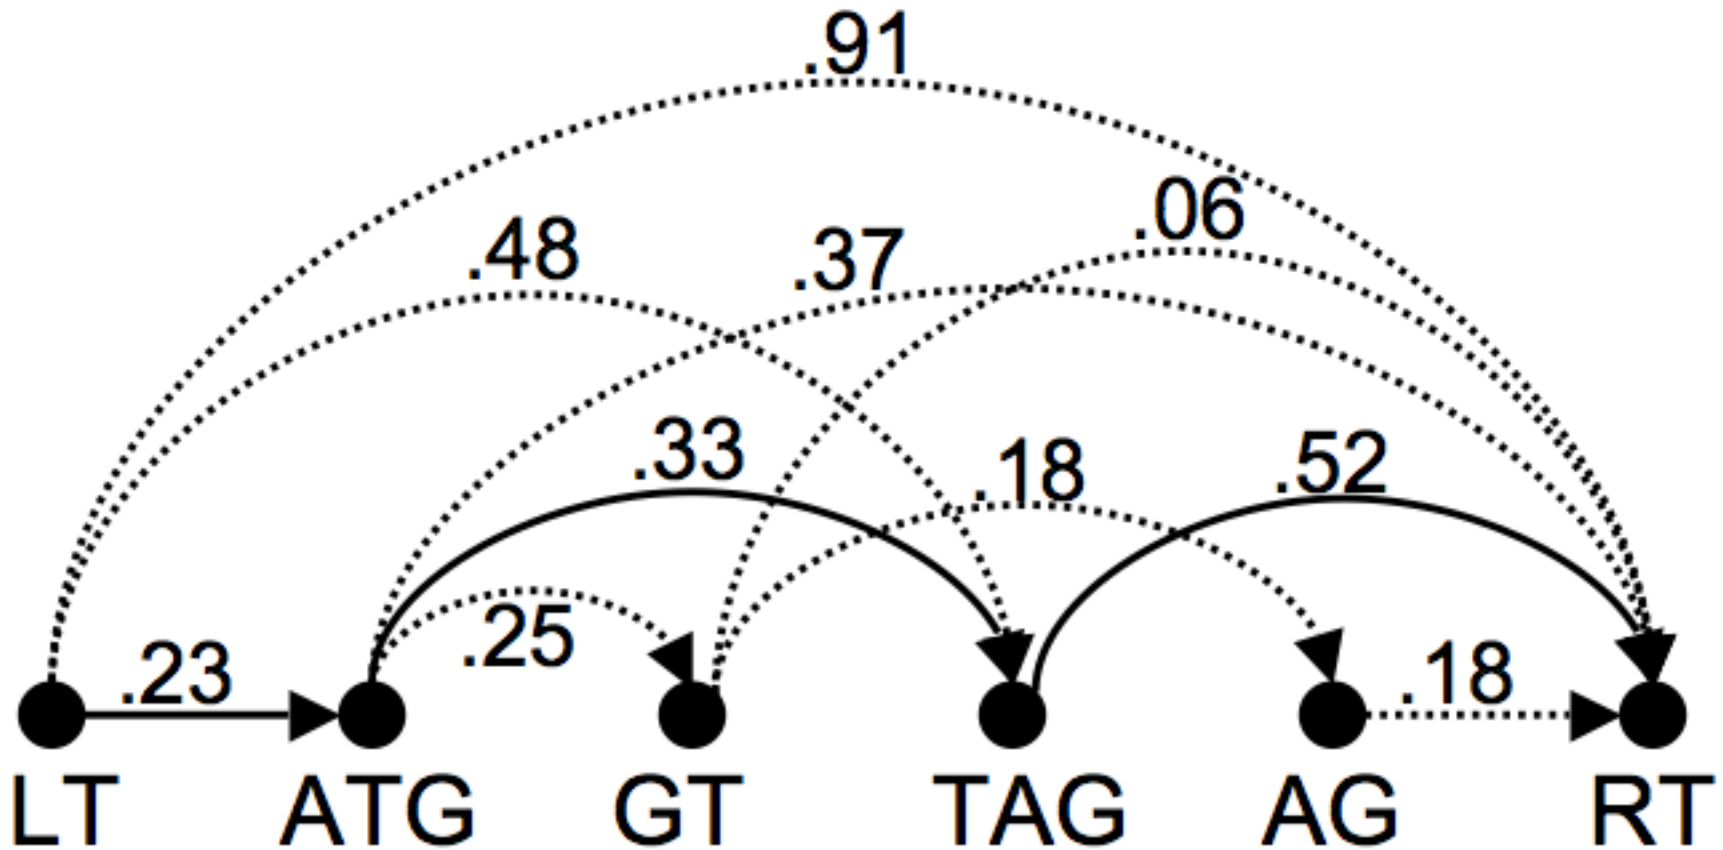 .91
.06
.48 .37
.33 .18 .52
.25
.23 .18
LT ATG GT TAG AG RT